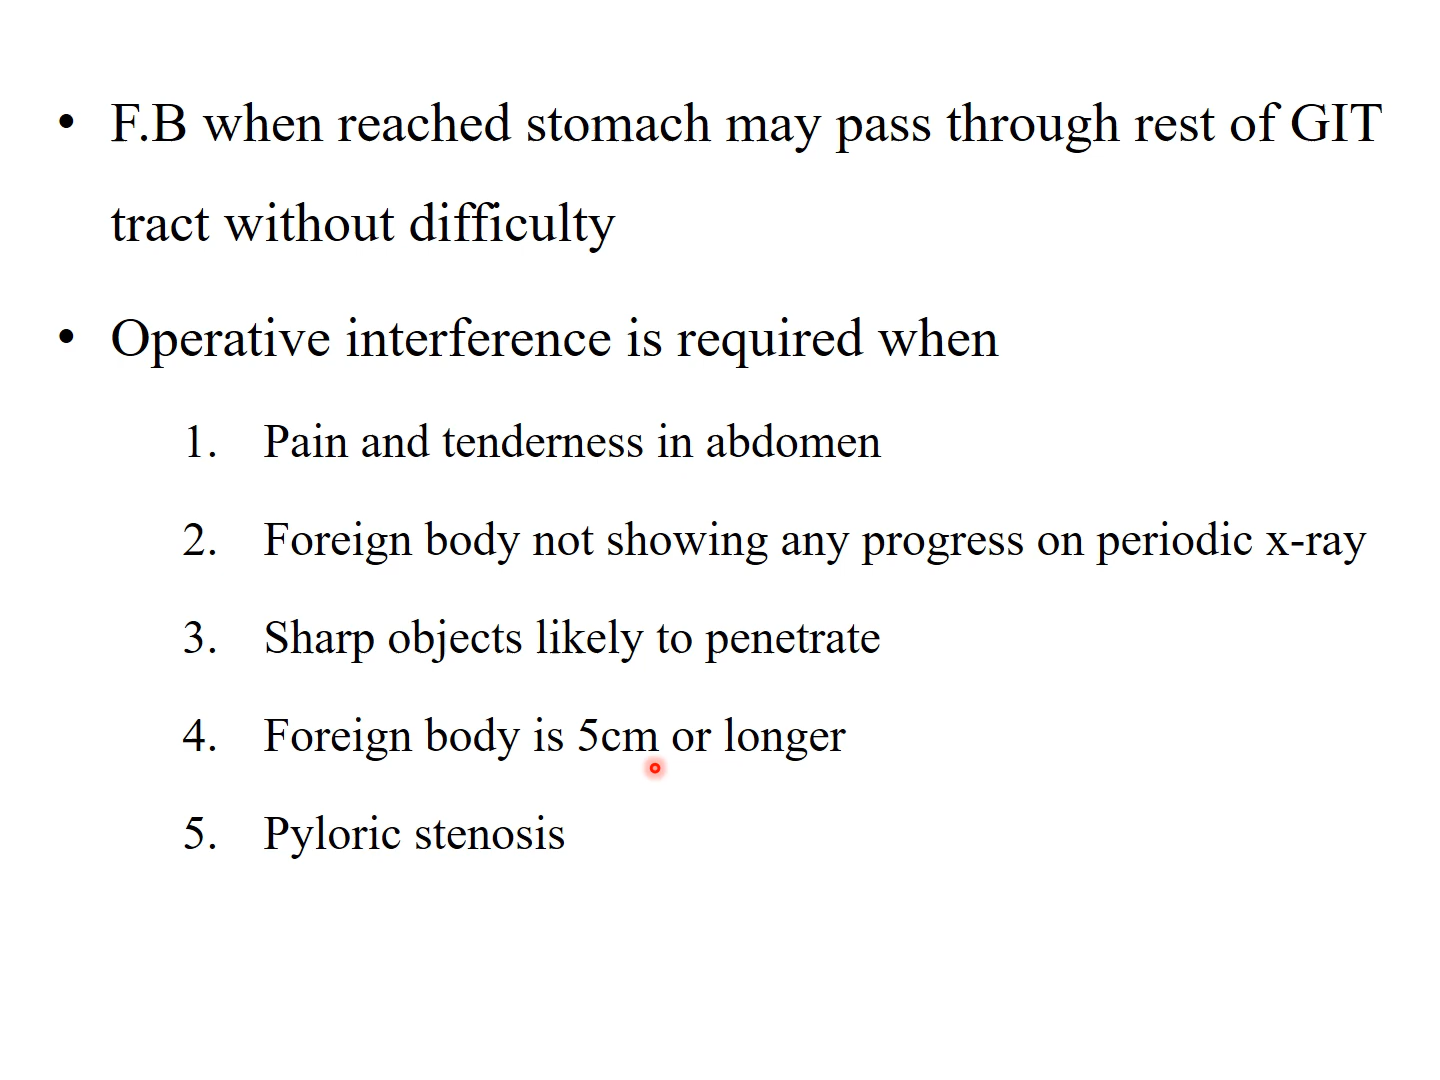 • F.B when reached stomach may pass through rest of GIT
tract without difficulty
• Operative interference is required when
1. Pain and tenderness in abdomen
2. Foreign body not showing any progress on periodic x-ray
3. Sharp objects likely to penetrate
4. Foreign body is 5cm or longer
5. Pyloric stenosis